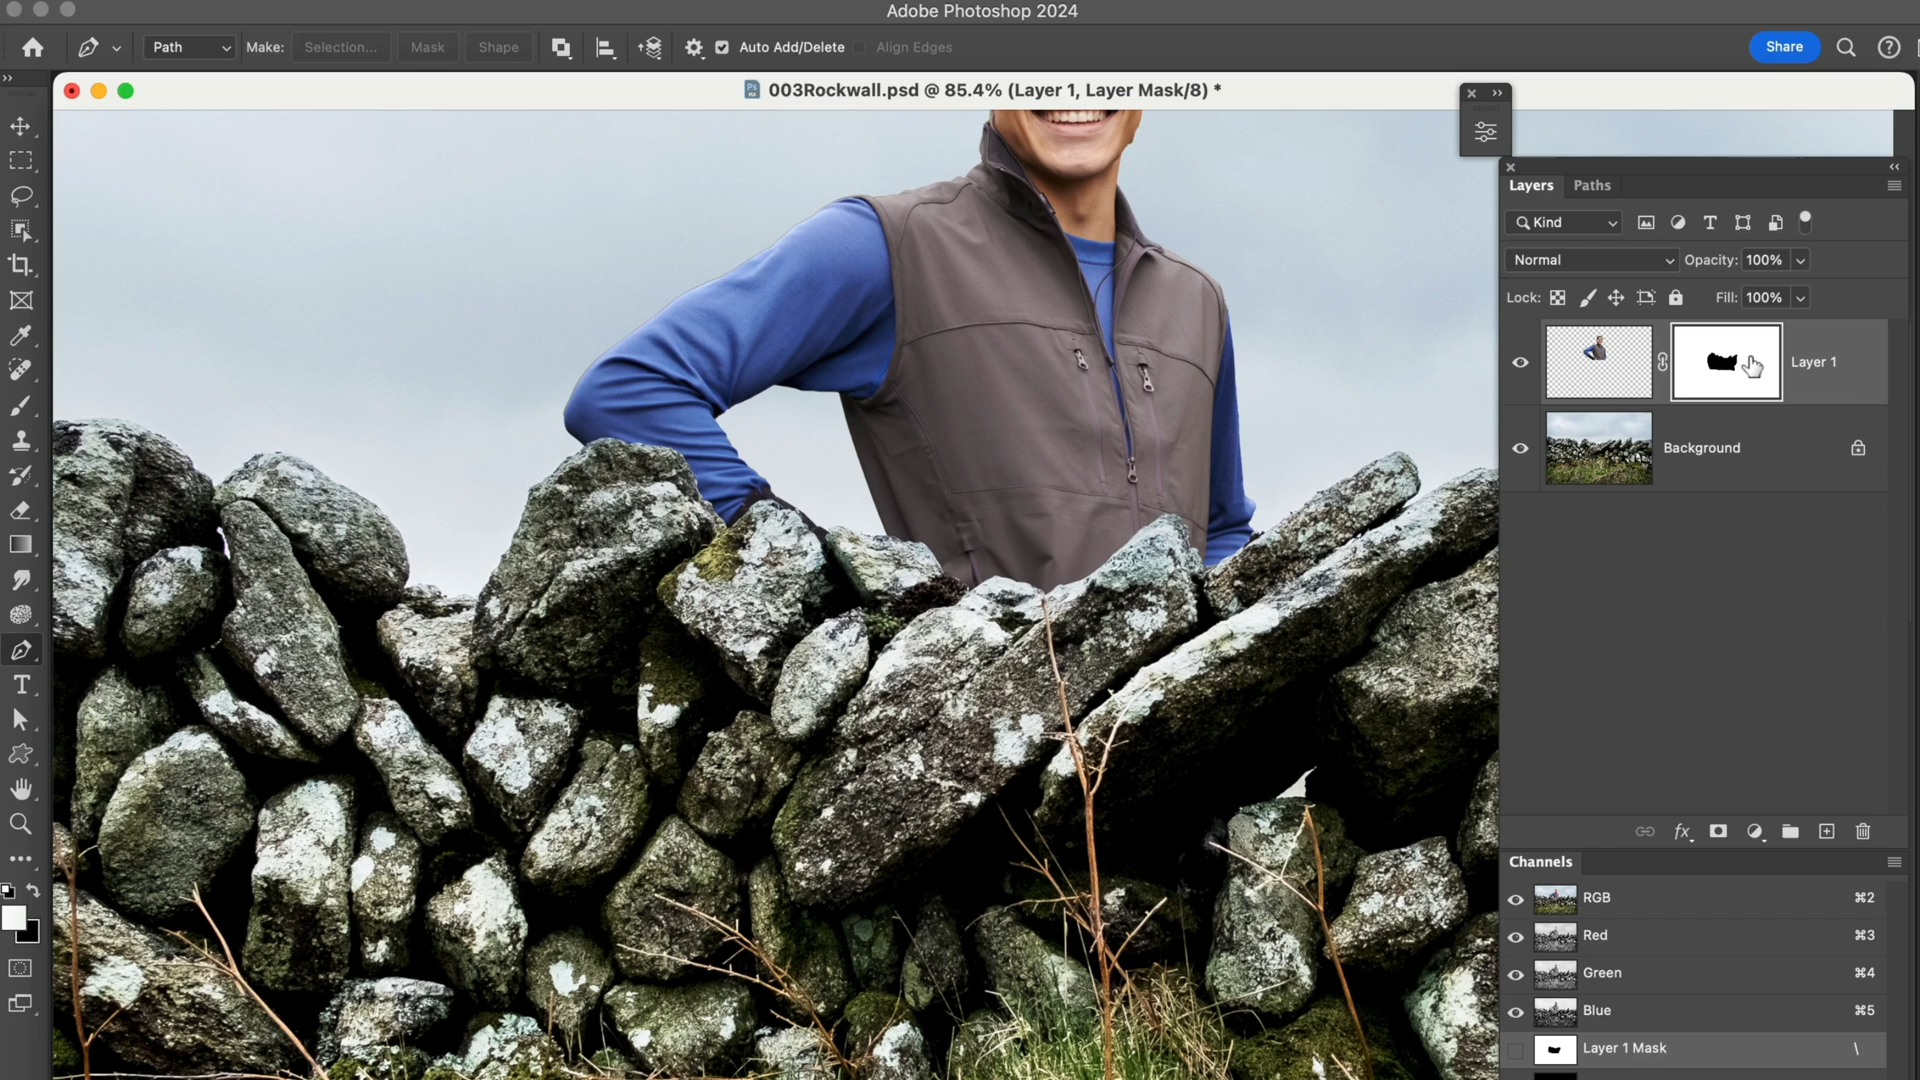 Adobe Photoshop 2024
Path Make: Selection... Mask Shape Auto Add/Delete Align Edges Share
003Rockwall.psd @ 85.4% (Layer 1, Layer Mask/8) *
Layers Paths
Kind
Normal Opacity: 100%
Lock: Fill: 100%
Layer 1
Background
fx
Channels
RGB ⌘2
Red ⌘3
Green ⌘4
Blue ⌘5
Layer 1 Mask \